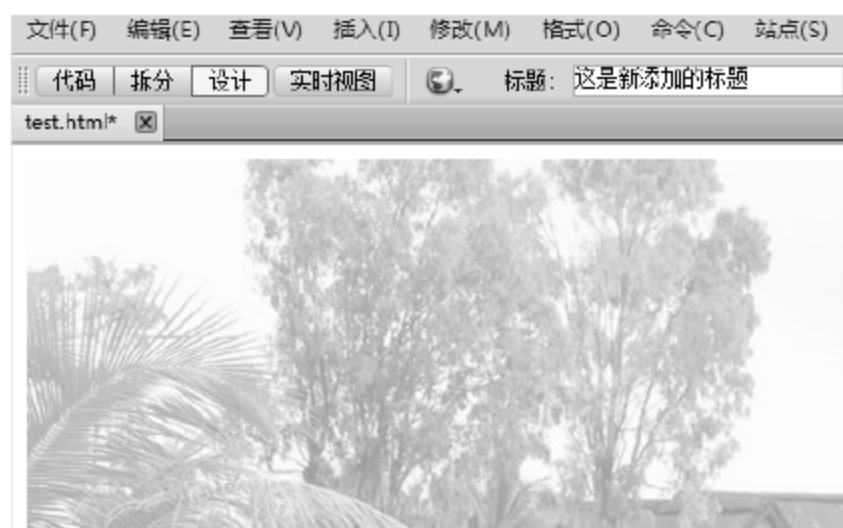 文件(F) 编辑(E) 查看(V) 插入(I) 修改(M) 格式(O) 命令(C) 站点(S)
代码 拆分 设计 实时视图 标题: 这是新添加的标题
test.html*